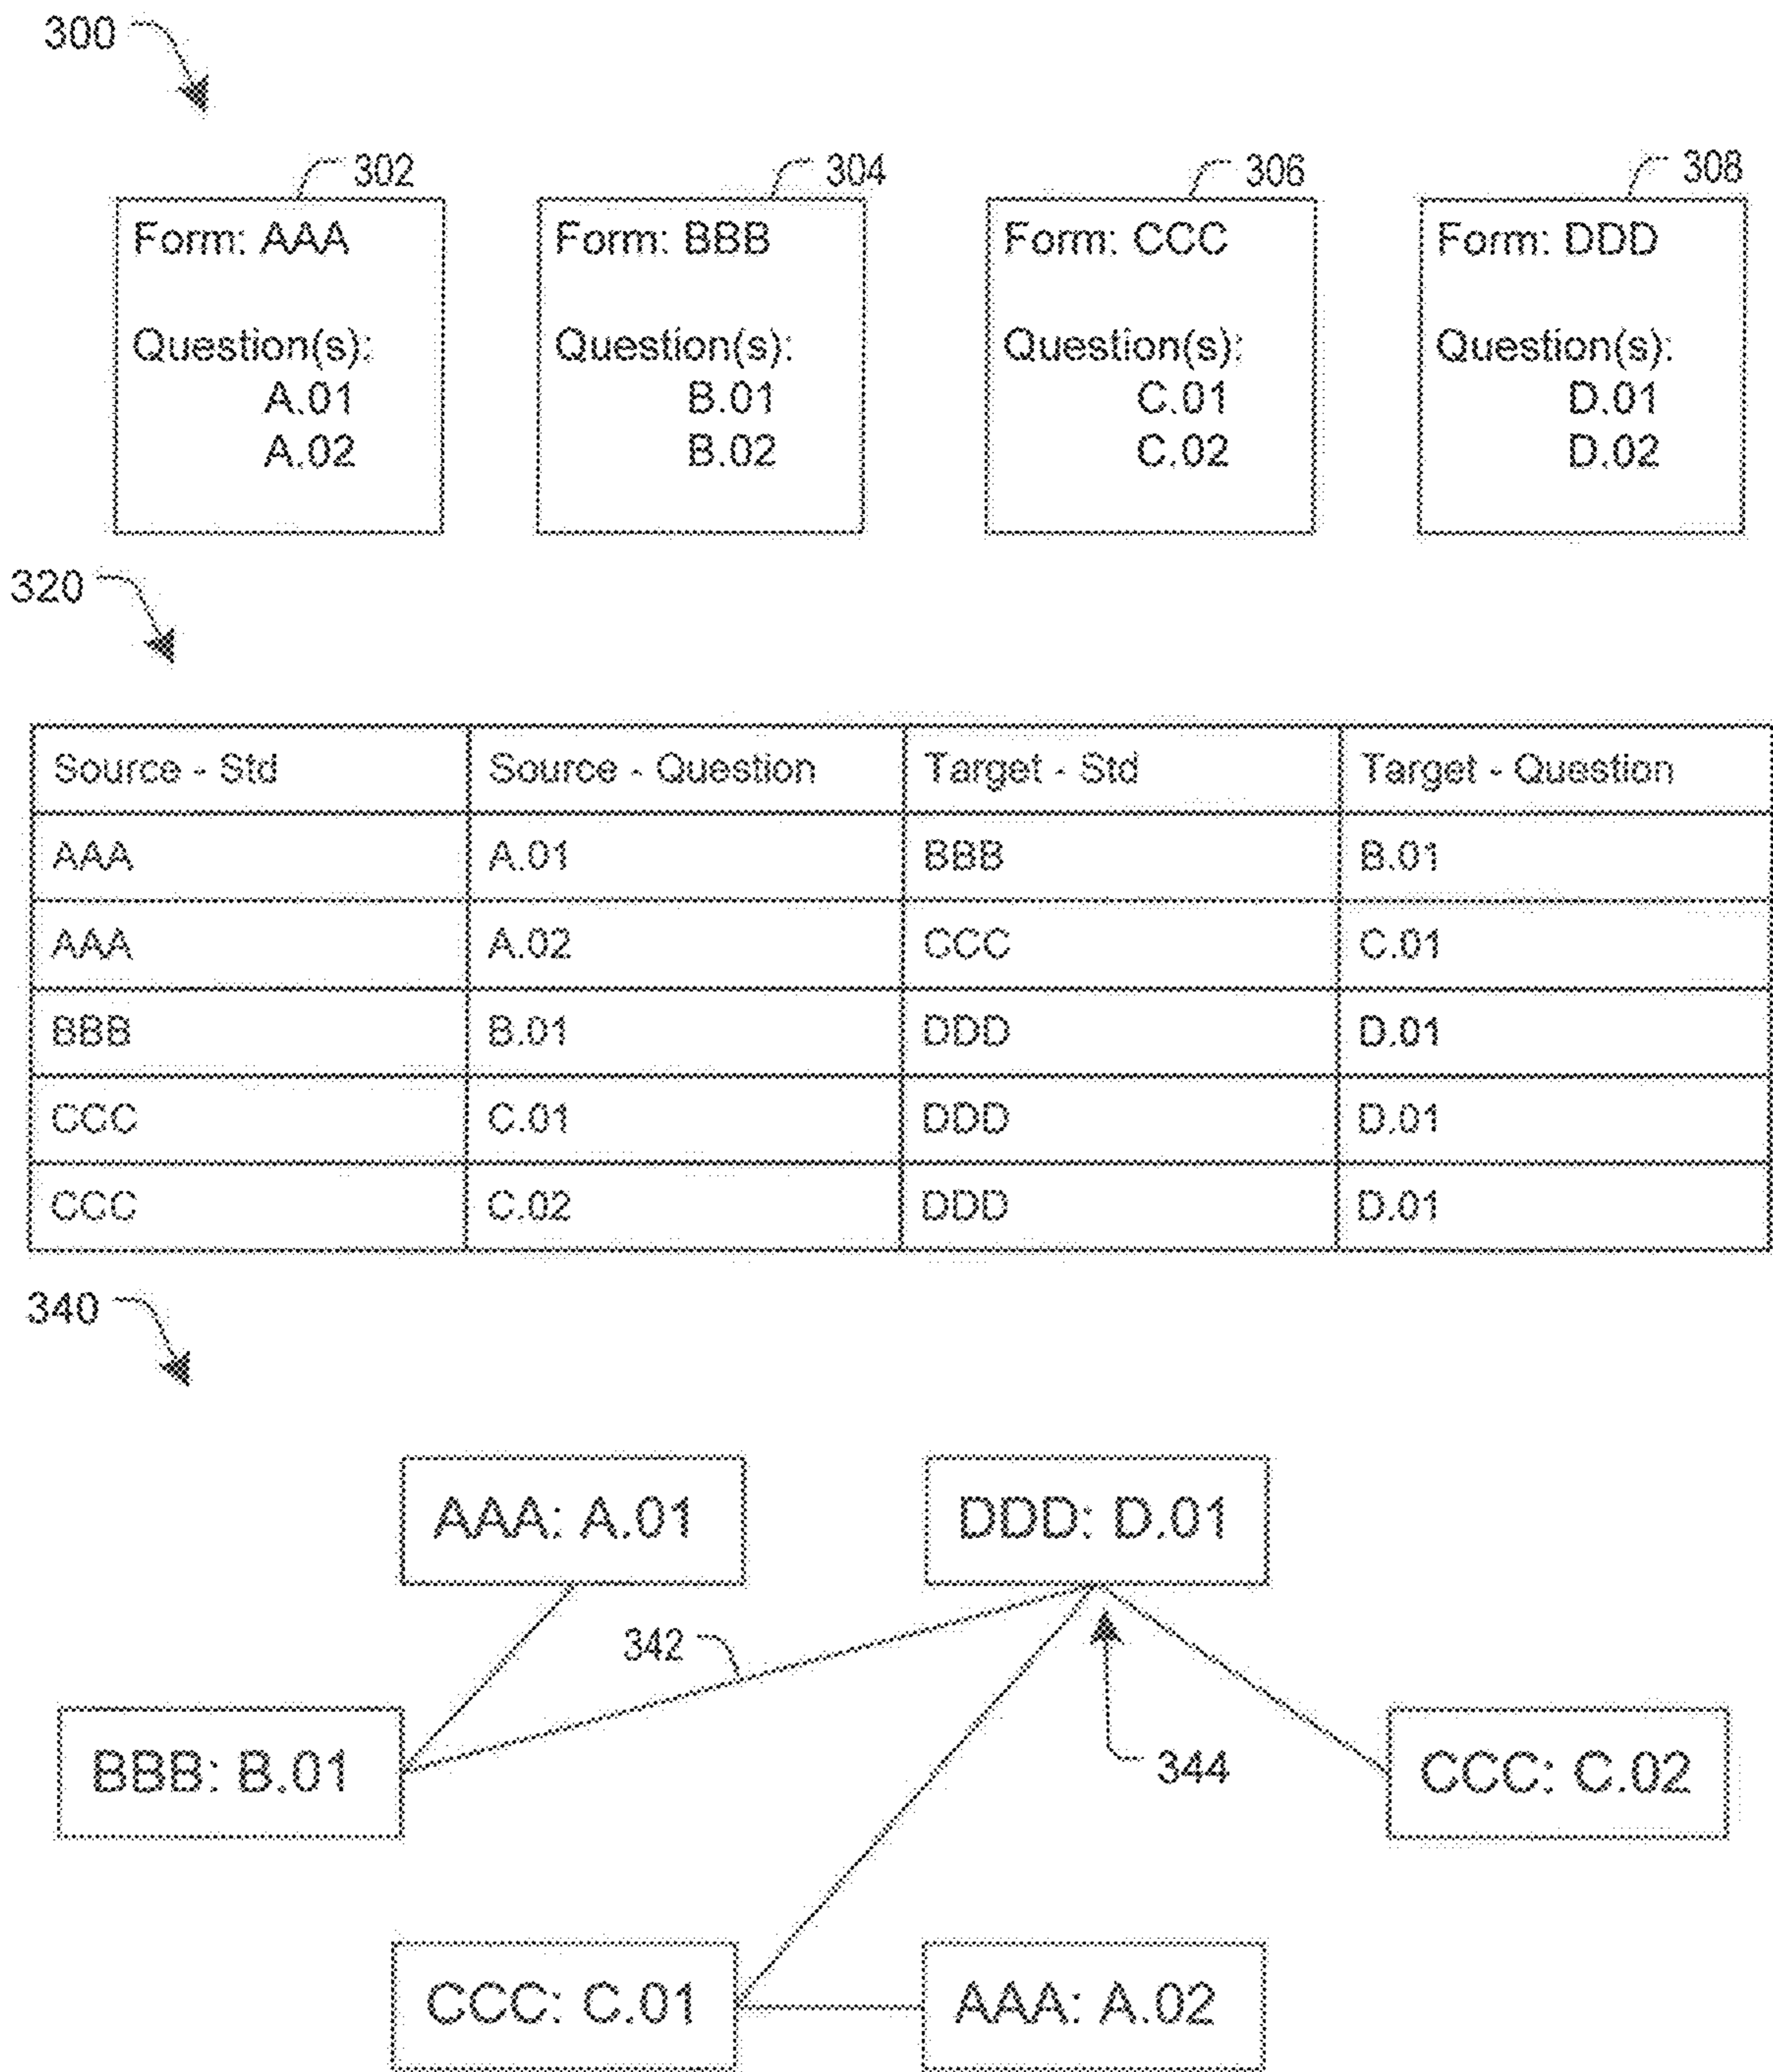 300
302
304
306
308
Form: AAA
Form: BBB
Form: CCC
Form: DDD
Question(s):
Question(s):
Question(s):
Question(s):
A.01
B.01
C.01
D.01
A.02
B.02
C.02
D.02
320
Source - Std
Source - Question
Target - Std
Target - Question
AAA
A.01
BBB
B.01
AAA
A.02
CCC
C.01
BBB
B.01
DDD
D.01
CCC
C.01
DDD
D.01
CCC
C.02
DDD
D.01
340
AAA: A.01
DDD: D.01
342
BBB: B.01
344
CCC: C.02
CCC: C.01
AAA: A.02